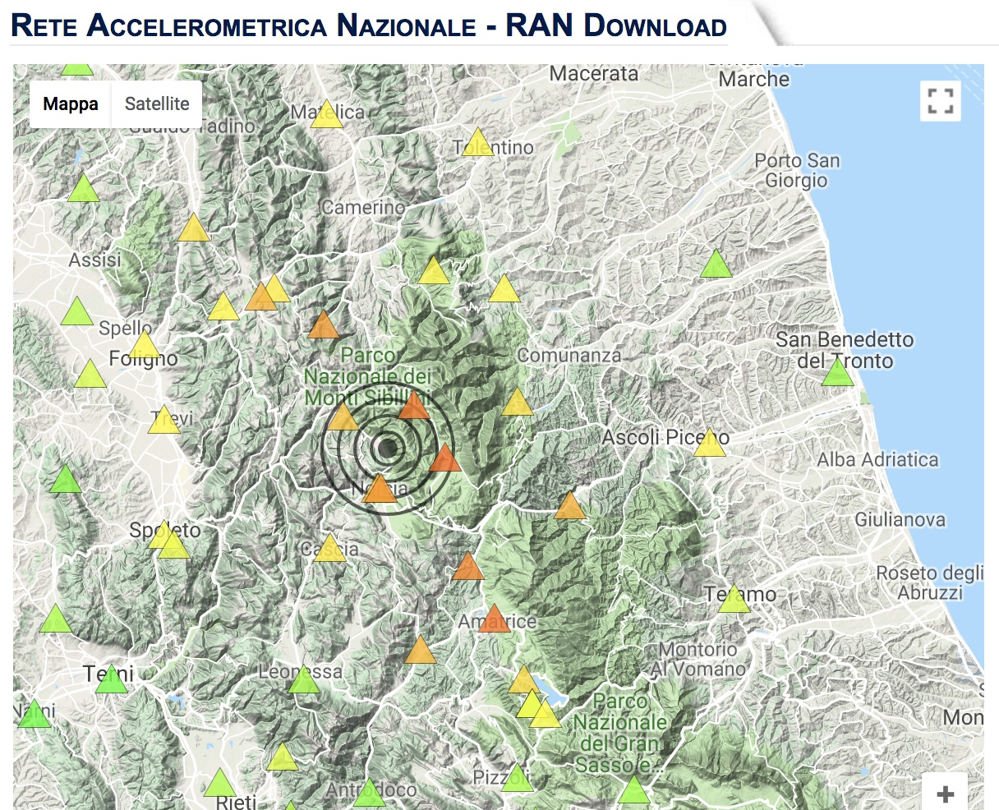 Rete Accelerometrica Nazionale - RAN Download
Macerata
Marche
Mappa
Satellite
Matelica
Gualdo Tadino
Tolentino
Porto San
Giorgio
Camerino
Assisi
Spello
Foligno
San Benedetto
del Tronto
Comunanza
Parco
Nazionale dei
Monti Sibillini
Trevi
Ascoli Piceno
Alba Adriatica
Norcia
Giulianova
Spoleto
Cascia
Roseto degli
Abruzzi
Teramo
Amatrice
Montorio
Al Vomano
Terni
Leonessa
Narni
Parco
Nazionale
del Gran
Sasso e...
Mon
Pizzoli
Antrodoco
Rieti
+